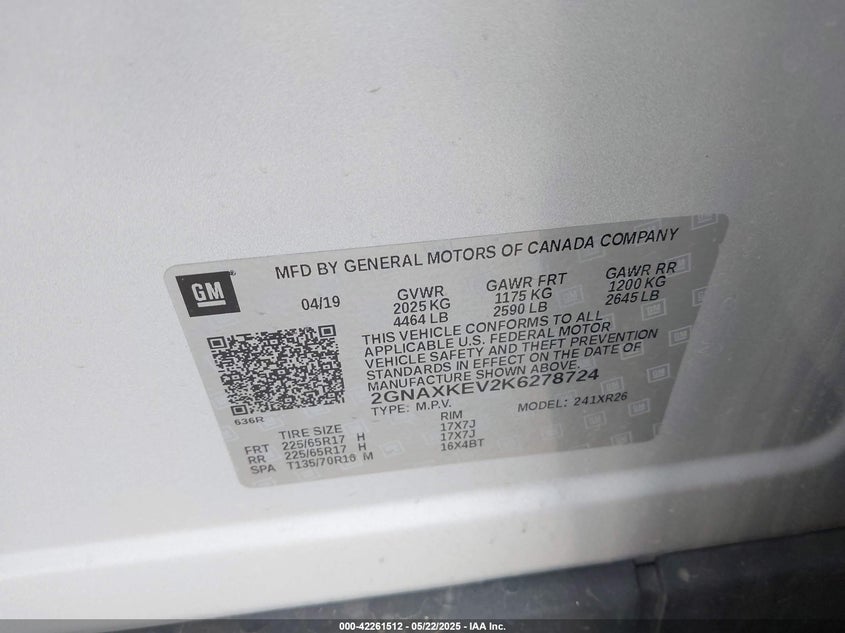 GM
MFD BY GENERAL MOTORS OF CANADA COMPANY
04/19
GVWR
2025 KG
4464 LB
GAWR FRT
1175 KG
2590 LB
GAWR RR
1200 KG
2645 LB
THIS VEHICLE CONFORMS TO ALL
APPLICABLE U.S. FEDERAL MOTOR
VEHICLE SAFETY AND THEFT PREVENTION
STANDARDS IN EFFECT ON THE DATE OF
MANUFACTURE SHOWN ABOVE.
2GNAXKEV2K6278724
TYPE: M.P.V. MODEL: 241XR26
636R
TIRE SIZE RIM
FRT 225/65R17 H 17X7J
RR 225/65R17 H 17X7J
SPA T135/70R16 M 16X4BT
000-42261512 - 05/22/2025 - IAA Inc.